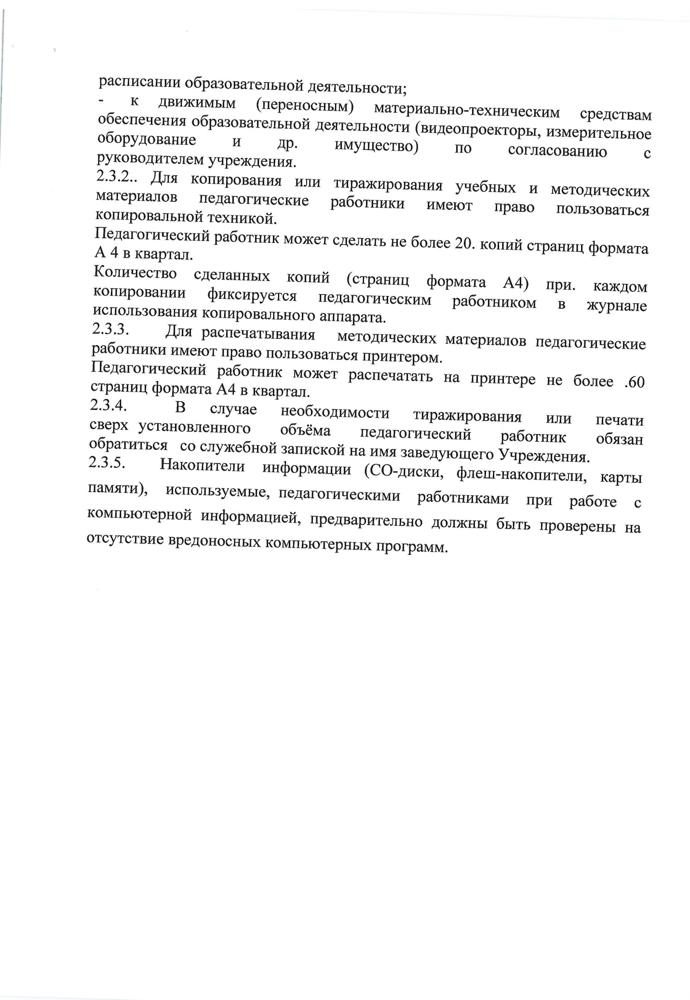 расписании образовательной деятельности;
- к движимым (переносным) материально-техническим средствам
обеспечения образовательной деятельности (видеопроекторы, измерительное
оборудование и др. имущество) по согласованию с
руководителем учреждения.
2.3.2.. Для копирования или тиражирования учебных и методических
материалов педагогические работники имеют право пользоваться
копировальной техникой.
Педагогический работник может сделать не более 20. копий страниц формата
А 4 в квартал.
Количество сделанных копий (страниц формата А4) при. каждом
копировании фиксируется педагогическим работником в журнале
использования копировального аппарата.
2.3.3. Для распечатывания методических материалов педагогические
работники имеют право пользоваться принтером.
Педагогический работник может распечатать на принтере не более .60
страниц формата А4 в квартал.
2.3.4. В случае необходимости тиражирования или печати
сверх установленного объёма педагогический работник обязан
обратиться со служебной запиской на имя заведующего Учреждения.
2.3.5. Накопители информации (СО-диски, флеш-накопители, карты
памяти), используемые, педагогическими работниками при работе с
компьютерной информацией, предварительно должны быть проверены на
отсутствие вредоносных компьютерных программ.